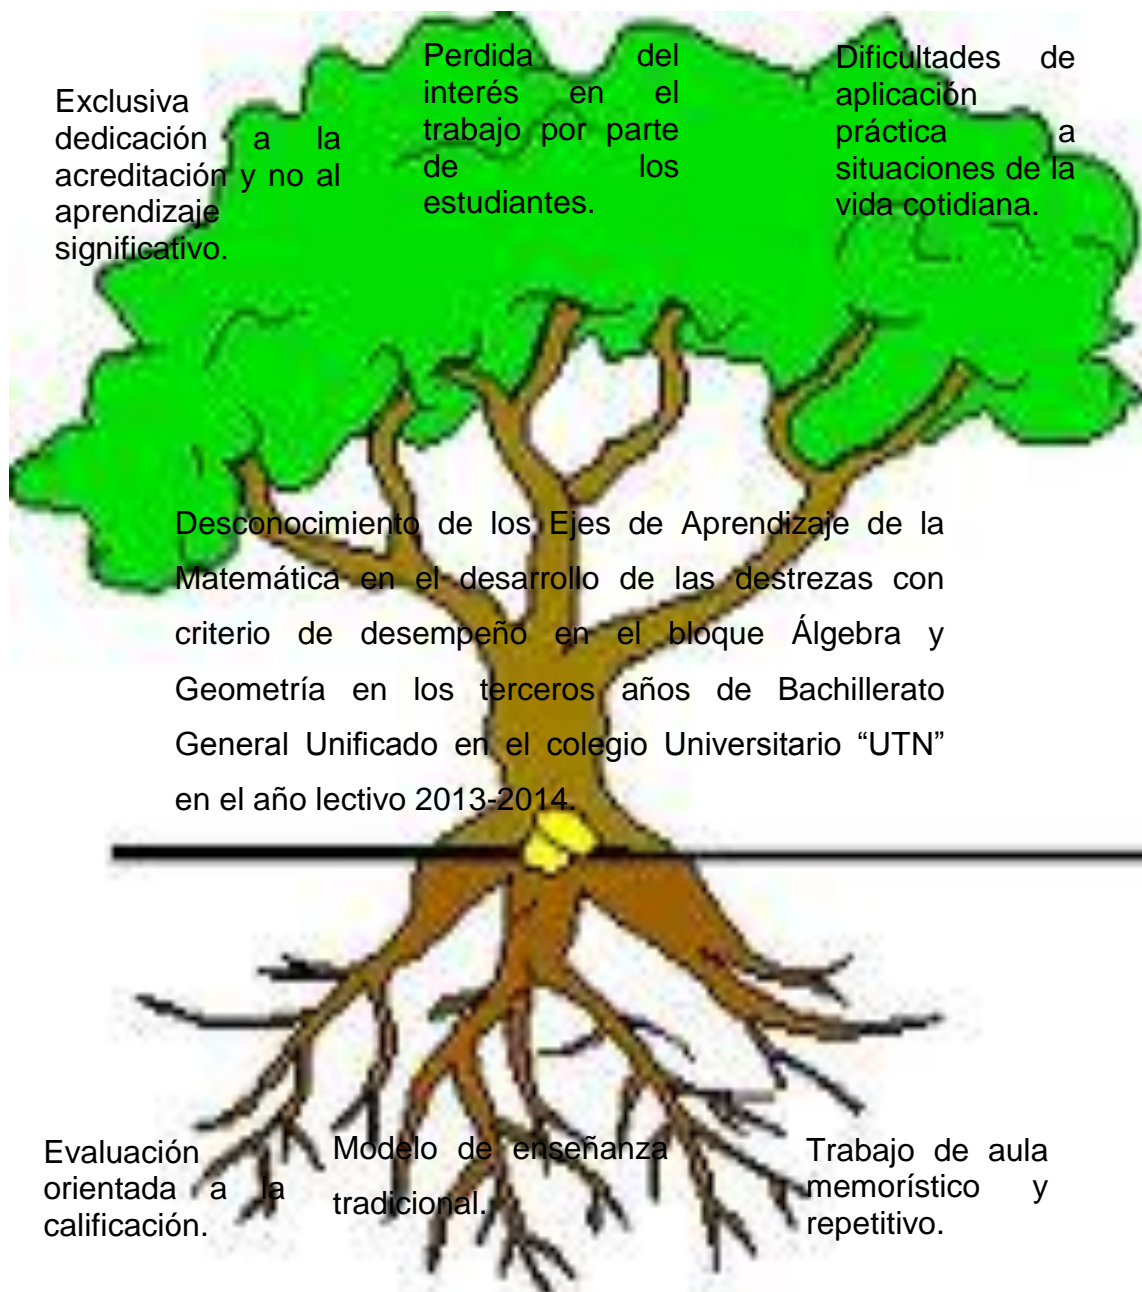 Exclusiva
dedicación a la
acreditación y no al
aprendizaje
significativo.
Perdida del
interés en el
trabajo por parte
de los
estudiantes.
Dificultades de
aplicación
práctica a
situaciones de la
vida cotidiana.
Desconocimiento de los Ejes de Aprendizaje de la
Matemática en el desarrollo de las destrezas con
criterio de desempeño en el bloque Álgebra y
Geometría en los terceros años de Bachillerato
General Unificado en el colegio Universitario “UTN”
en el año lectivo 2013-2014.
Evaluación
orientada a la
calificación.
Modelo de enseñanza
tradicional.
Trabajo de aula
memorístico y
repetitivo.